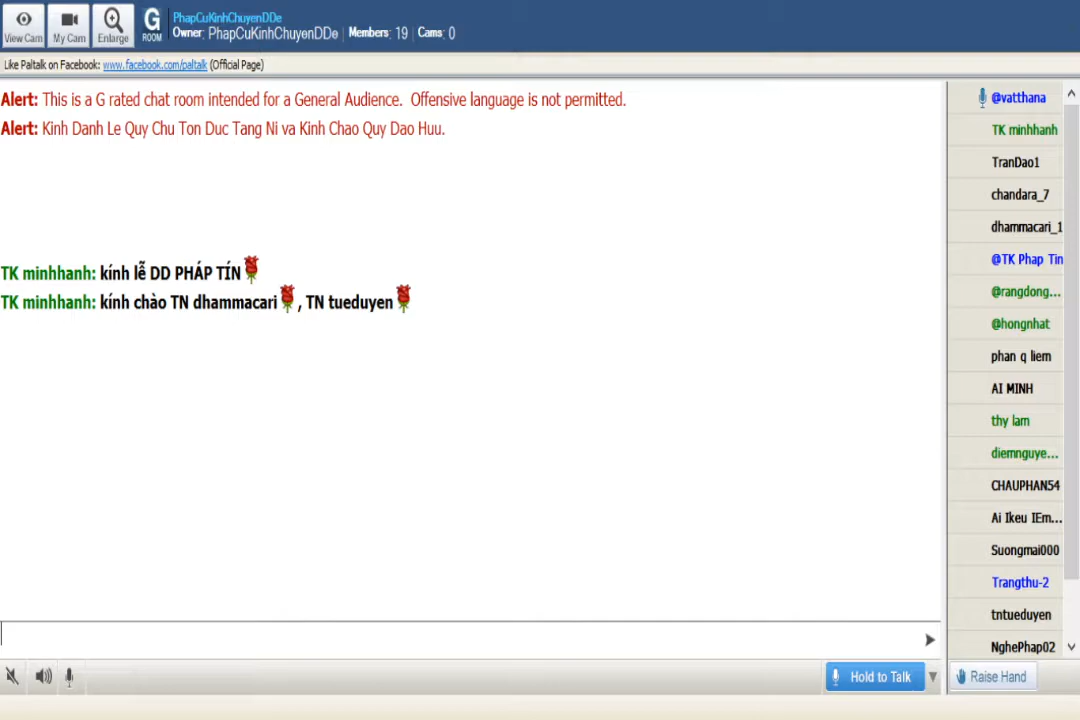 View Cam
My Cam
Enlarge
G
ROOM
PhapCuKinhChuyenDDe
Owner: PhapCuKinhChuyenDDe | Members: 19 | Cams: 0
Like Paltalk on Facebook: www.facebook.com/paltalk (Official Page)
Alert: This is a G rated chat room intended for a General Audience. Offensive language is not permitted.
Alert: Kinh Danh Le Quy Chu Ton Duc Tang Ni va Kinh Chao Quy Dao Huu.
TK minhhanh: kính lễ DD PHÁP TÍN
TK minhhanh: kính chào TN dhammacari , TN tueduyen
@vatthana
TK minhhanh
TranDao1
chandara_7
dhammacari_1
@TK Phap Tin
@rangdong...
@hongnhat
phan q liem
AI MINH
thy lam
diemnguye...
CHAUPHAN54
Ai Ikeu IEm...
Suongmai000
Trangthu-2
tntueduyen
NghePhap02
Hold to Talk
Raise Hand